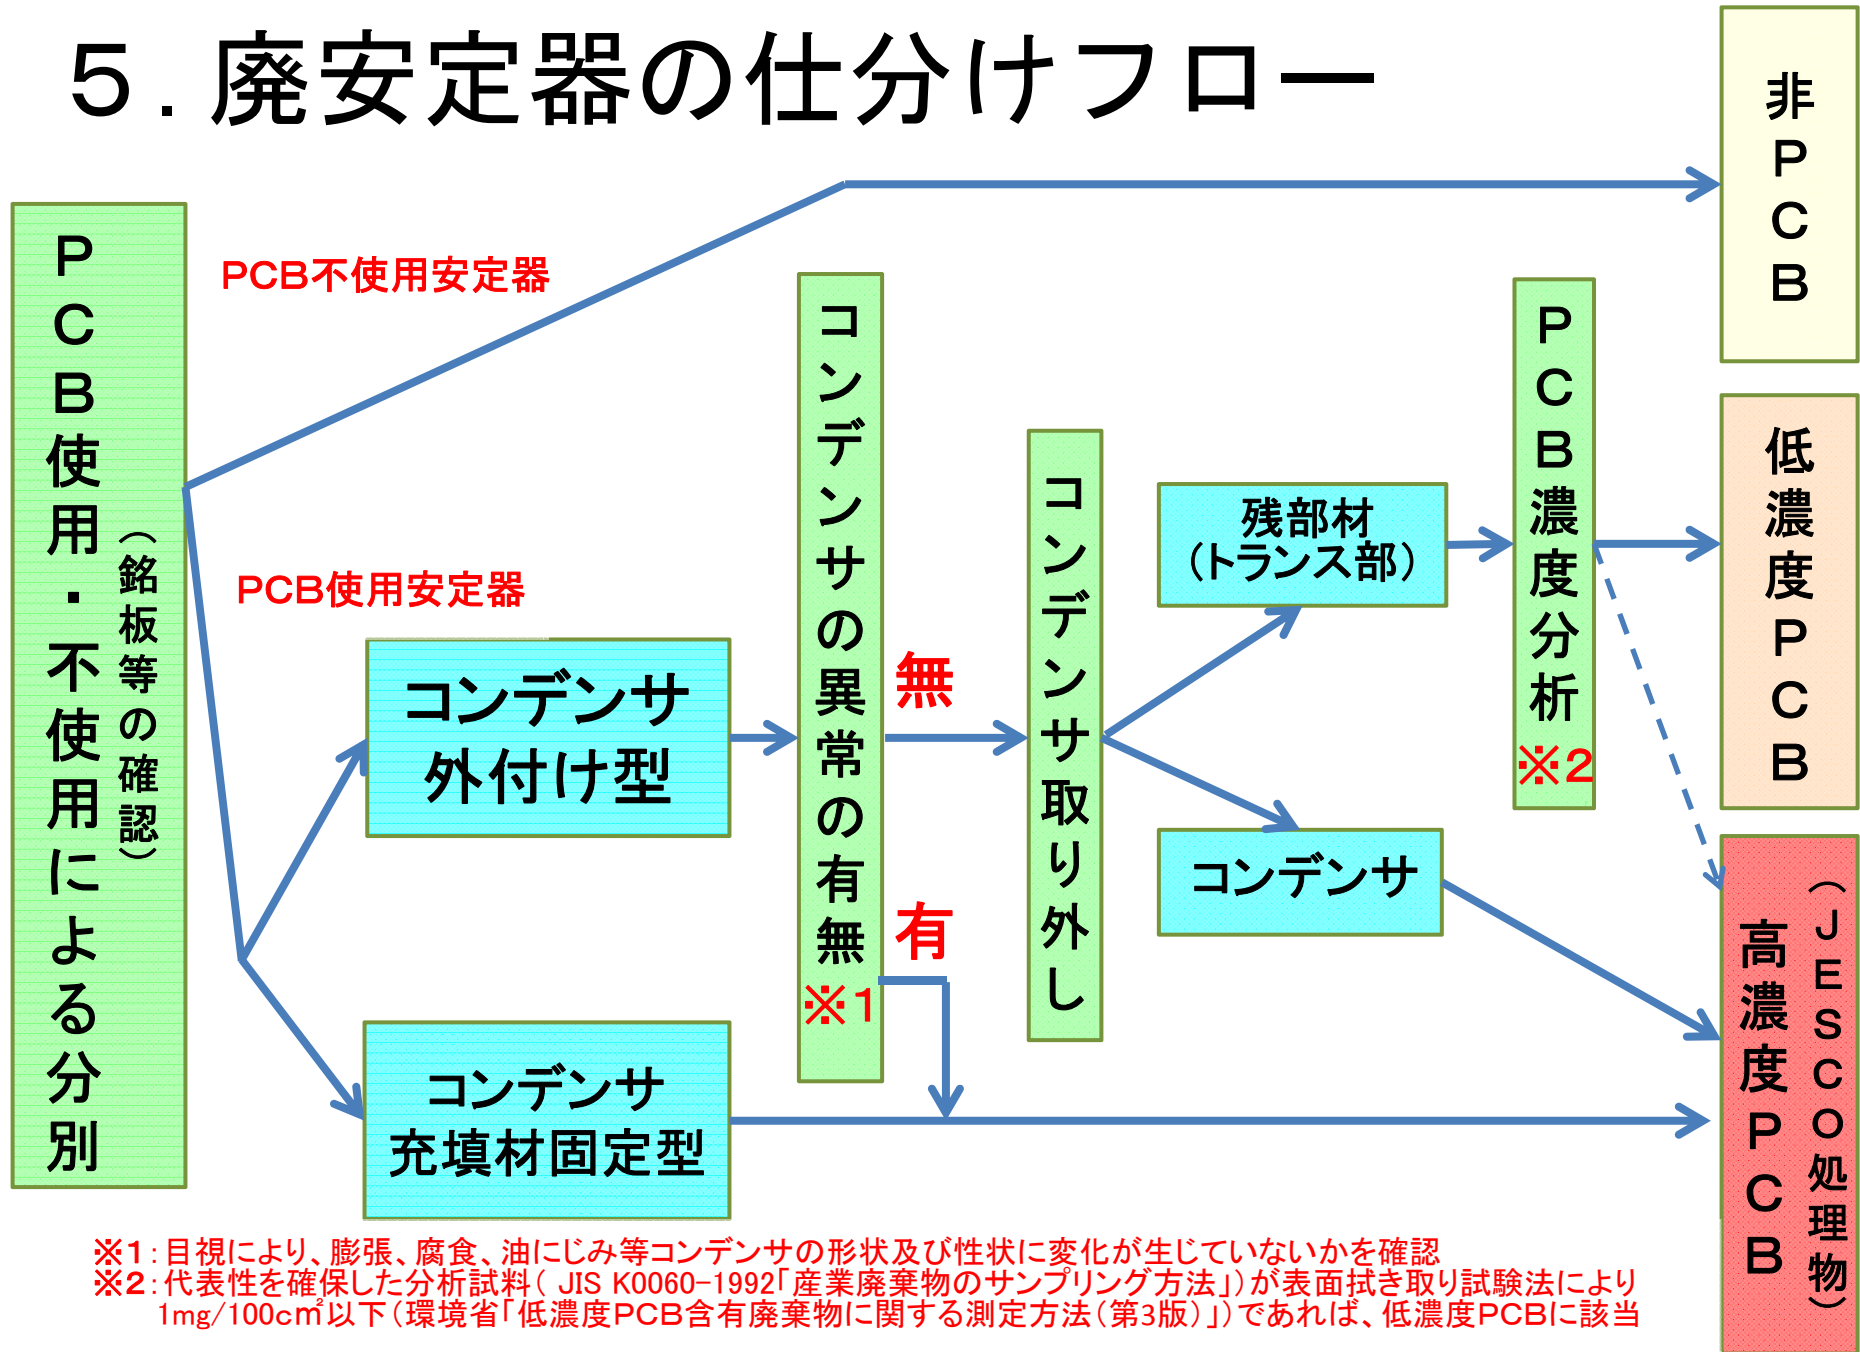 ５．廃安定器の仕分けフロー
PCB使用・不使用による分別
（銘板等の確認）
PCB不使用安定器
PCB使用安定器
コンデンサ
外付け型
コンデンサ
充填材固定型
コンデンサの異常の有無
※1
無
有
コンデンサ取り外し
残部材
（トランス部）
コンデンサ
PCB濃度分析
※2
非PCB
低濃度PCB
高濃度PCB
（JESCO処理物）
※1：目視により、膨張、腐食、油にじみ等コンデンサの形状及び性状に変化が生じていないかを確認
※2：代表性を確保した分析試料（ JIS K0060-1992「産業廃棄物のサンプリング方法」）が表面拭き取り試験法により
1mg/100c㎡以下（環境省「低濃度PCB含有廃棄物に関する測定方法（第3版）」）であれば、低濃度PCBに該当